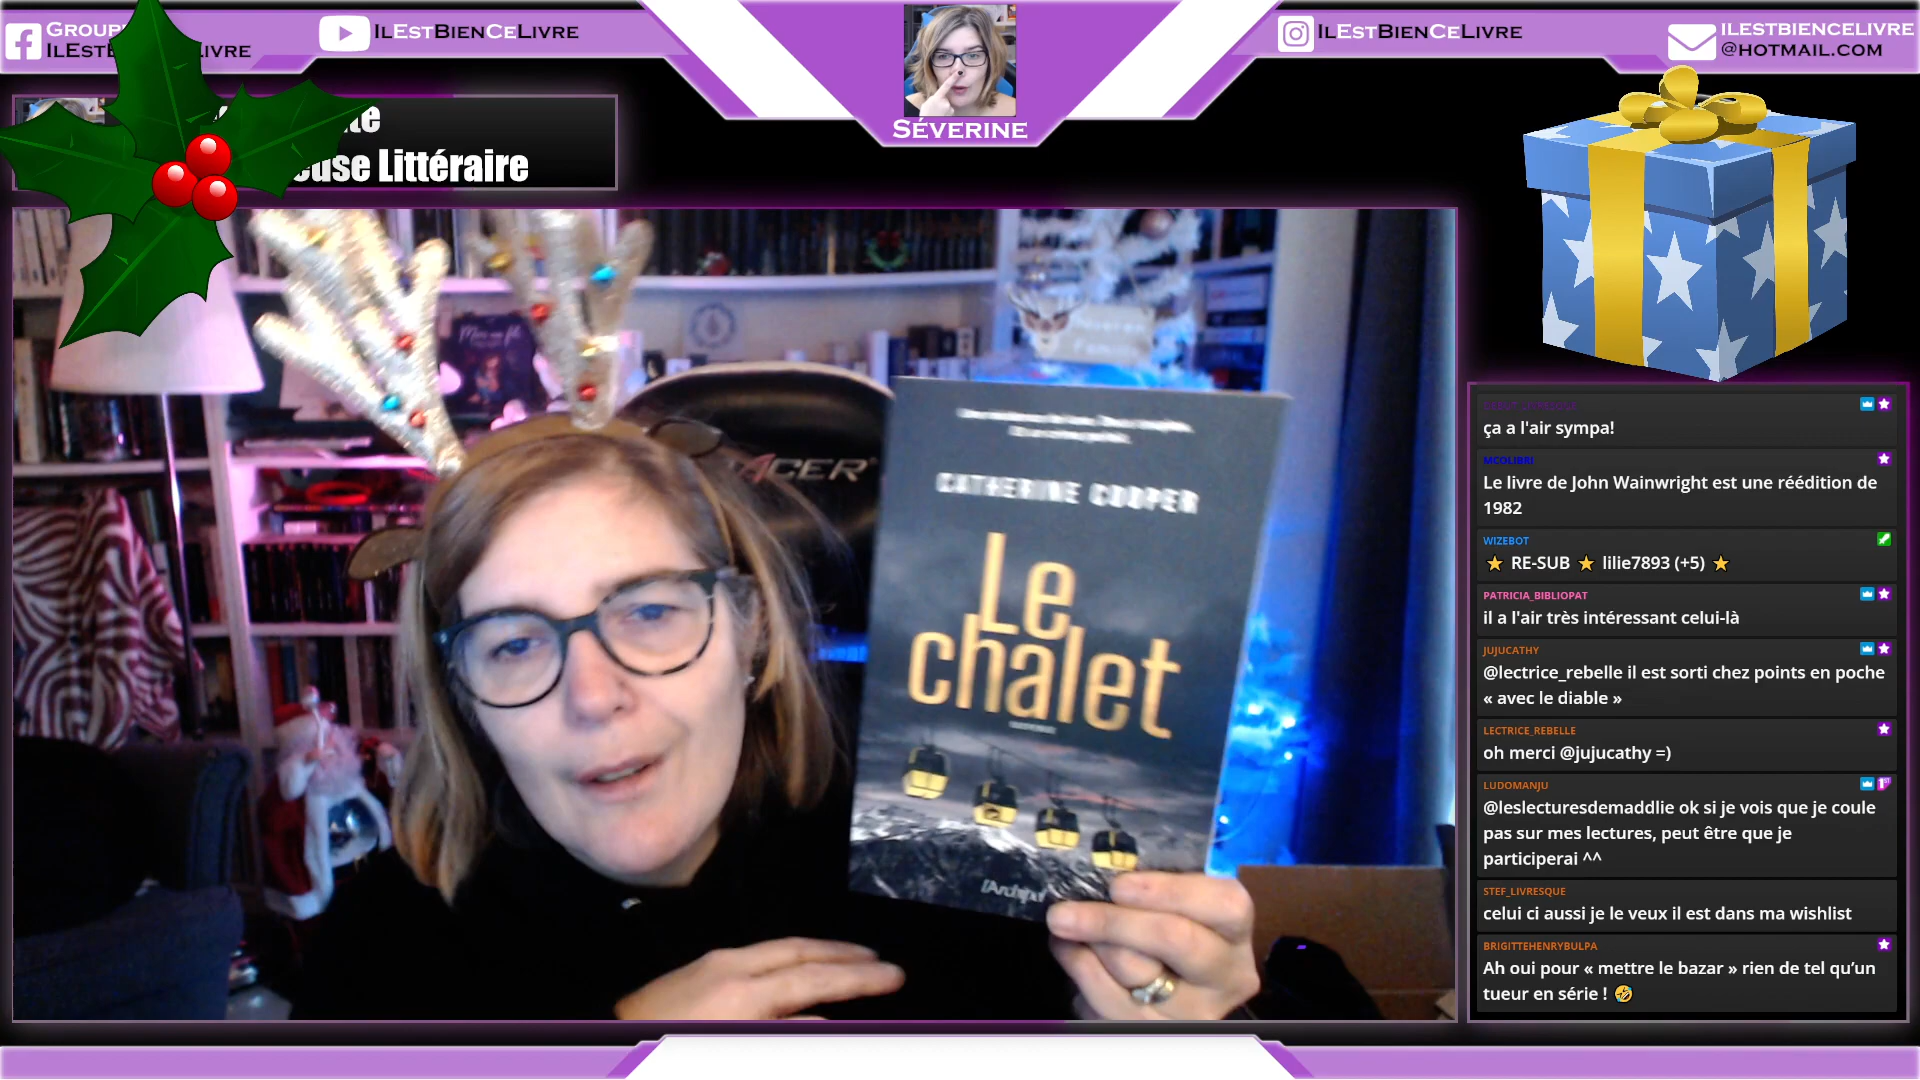 ILESTBIENCELIVRE
ILESTBIENCELIVRE
ILESTBIENCELIVRE
@HOTMAIL.COM
SÉVERINE
Littéraire
CATHERINE COOPER
Le
chalet
ça a l'air sympa!
MCOLIBRI
Le livre de John Wainwright est une réédition de
1982
WIZEBOT
RE-SUB lilie7893 (+5)
PATRICIA_BIBLIOPAT
il a l'air très intéressant celui-là
JUJUCATHY
@lectrice_rebelle il est sorti chez points en poche
« avec le diable »
LECTRICE_REBELLE
oh merci @jujucathy =)
LUDOMANJU
@leslecturesdemaddlie ok si je vois que je coule
pas sur mes lectures, peut être que je
participerai ^^
STEF_LIVRESQUE
celui ci aussi je le veux il est dans ma wishlist
BRIGITTEHENRYBULPA
Ah oui pour « mettre le bazar » rien de tel qu’un
tueur en série ! 🤣